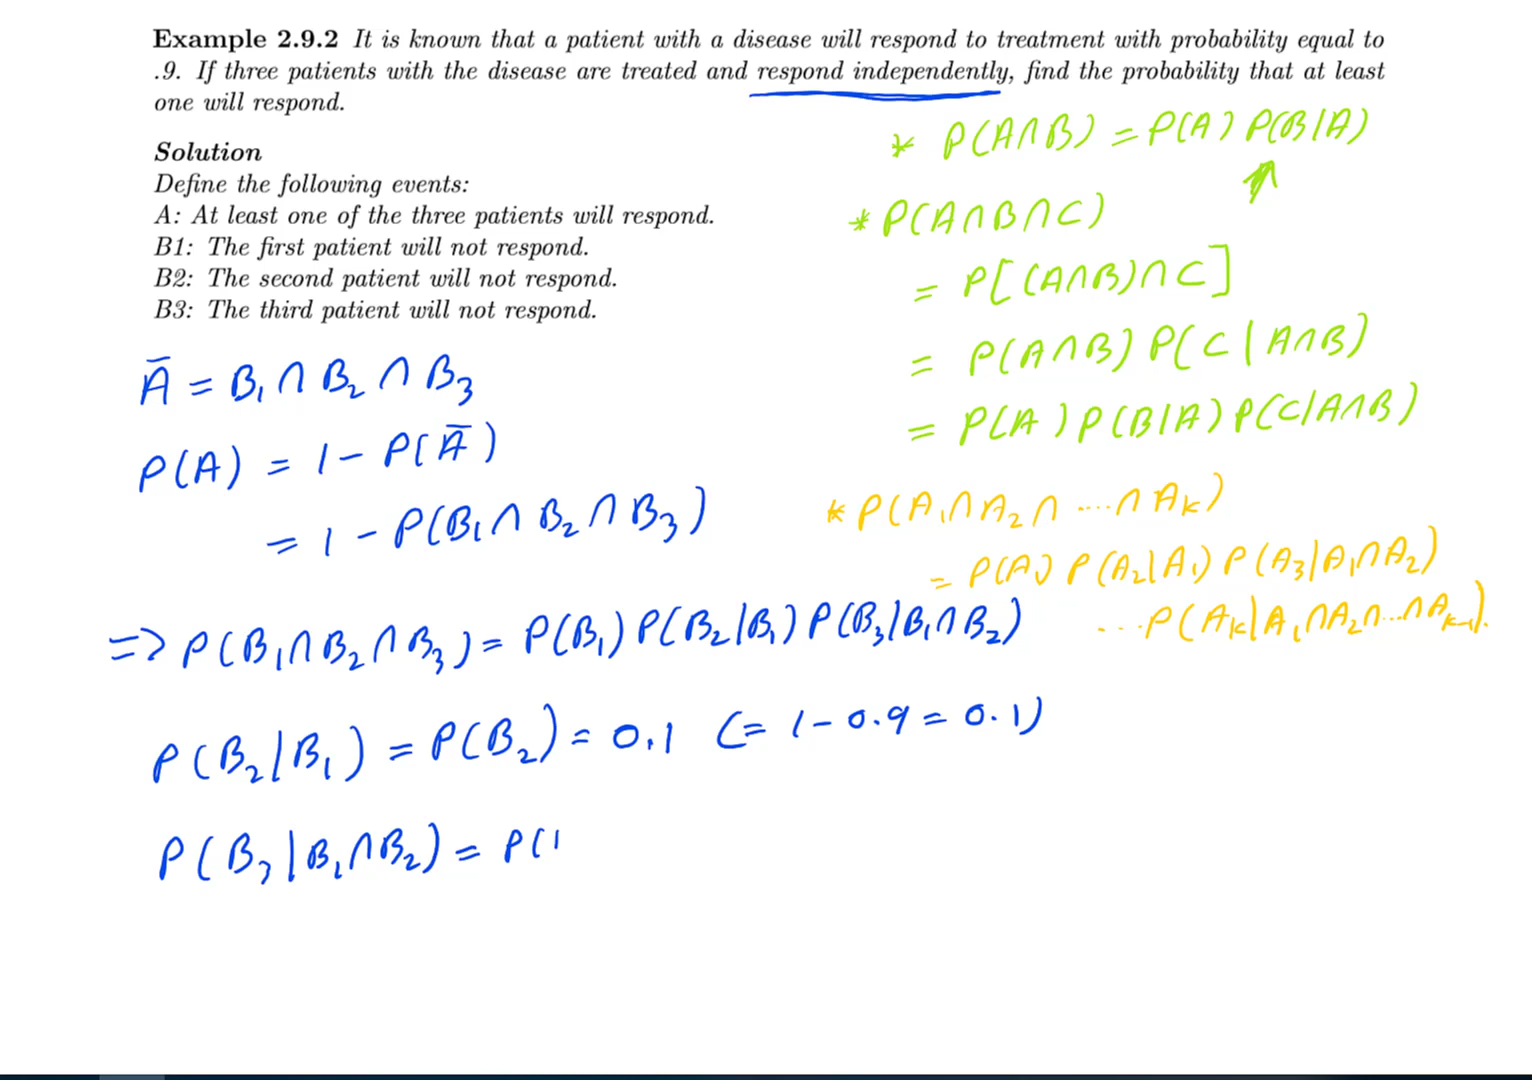 Example 2.9.2 It is known that a patient with a disease will respond to treatment with probability equal to
.9. If three patients with the disease are treated and respond independently, find the probability that at least
one will respond.
Solution
Define the following events:
A: At least one of the three patients will respond.
B1: The first patient will not respond.
B2: The second patient will not respond.
B3: The third patient will not respond.
* P(A∩B) = P(A) P(B|A)
* P(A∩B∩C)
= P[(A∩B)∩C]
= P(A∩B) P(C|A∩B)
= P(A) P(B|A) P(C|A∩B)
* P(A₁∩A₂∩ .... ∩Aₖ)
= P(A₁) P(A₂|A₁) P(A₃|A₁∩A₂)
...P(Aₖ|A₁∩A₂∩...∩Aₖ₋₁).
Ā = B₁ ∩ B₂ ∩ B₃
P(A) = 1 - P(Ā)
= 1 - P(B₁ ∩ B₂ ∩ B₃)
=> P(B₁∩B₂∩B₃) = P(B₁) P(B₂|B₁) P(B₃|B₁∩B₂)
P(B₂|B₁) = P(B₂) = 0.1 (= 1 - 0.9 = 0.1)
P(B₃|B₁∩B₂) = P(